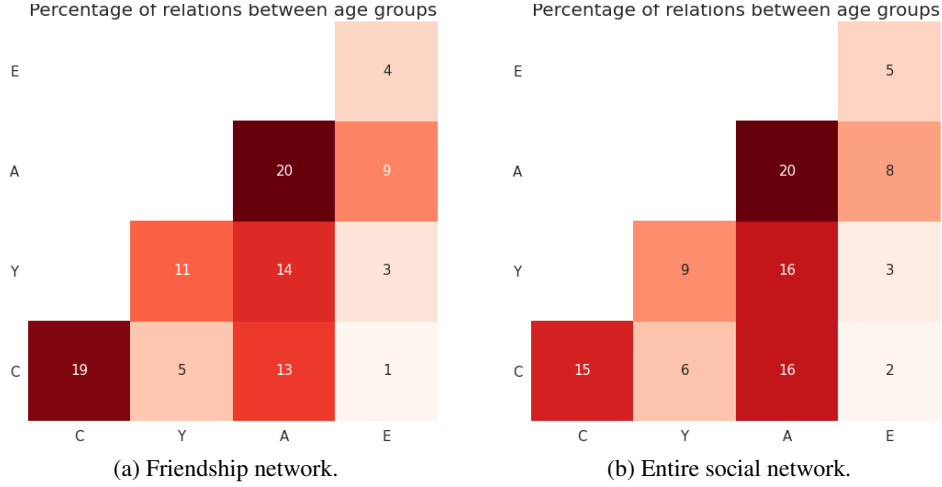 Percentage of relations between age groups
E 4
A 20 9
Y 11 14 3
C 19 5 13 1
C Y A E
(a) Friendship network.
Percentage of relations between age groups
E 5
A 20 8
Y 9 16 3
C 15 6 16 2
C Y A E
(b) Entire social network.